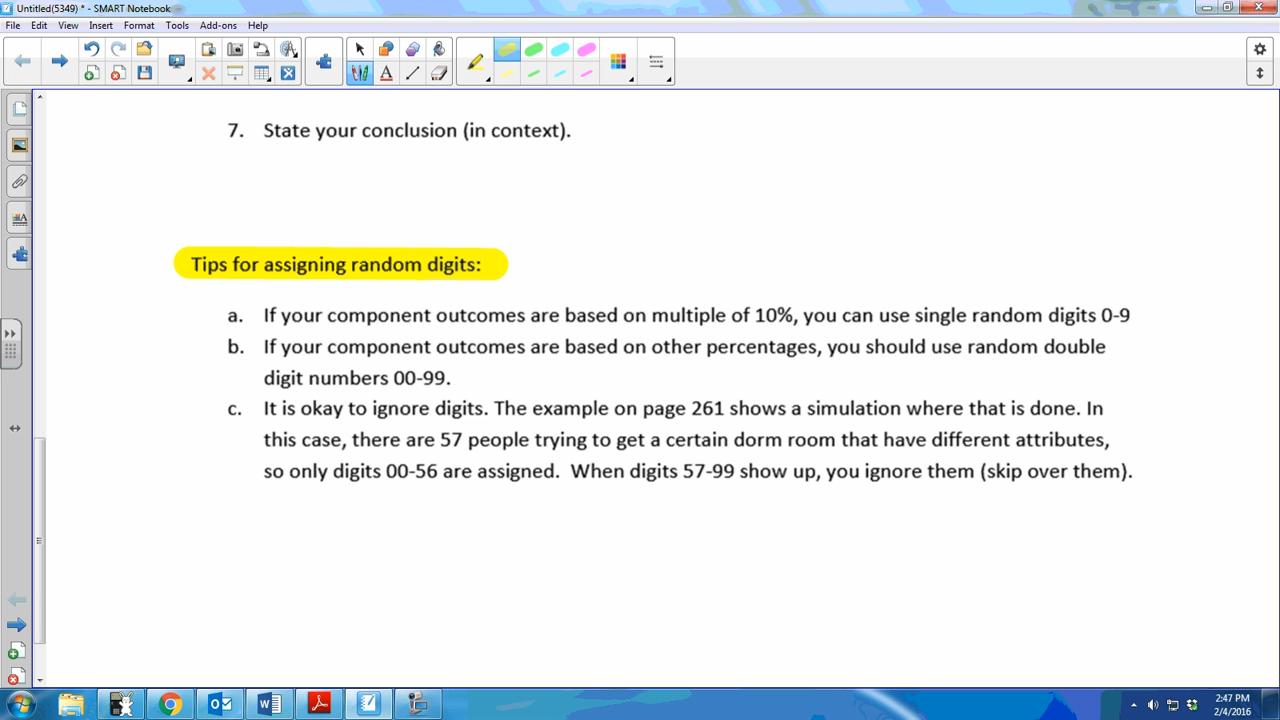 Untitled(5349) * - SMART Notebook
File Edit View Insert Format Tools Add-ons Help
7. State your conclusion (in context).
Tips for assigning random digits:
a. If your component outcomes are based on multiple of 10%, you can use single random digits 0-9
b. If your component outcomes are based on other percentages, you should use random double
digit numbers 00-99.
c. It is okay to ignore digits. The example on page 261 shows a simulation where that is done. In
this case, there are 57 people trying to get a certain dorm room that have different attributes,
so only digits 00-56 are assigned.  When digits 57-99 show up, you ignore them (skip over them).
2:47 PM
2/4/2016